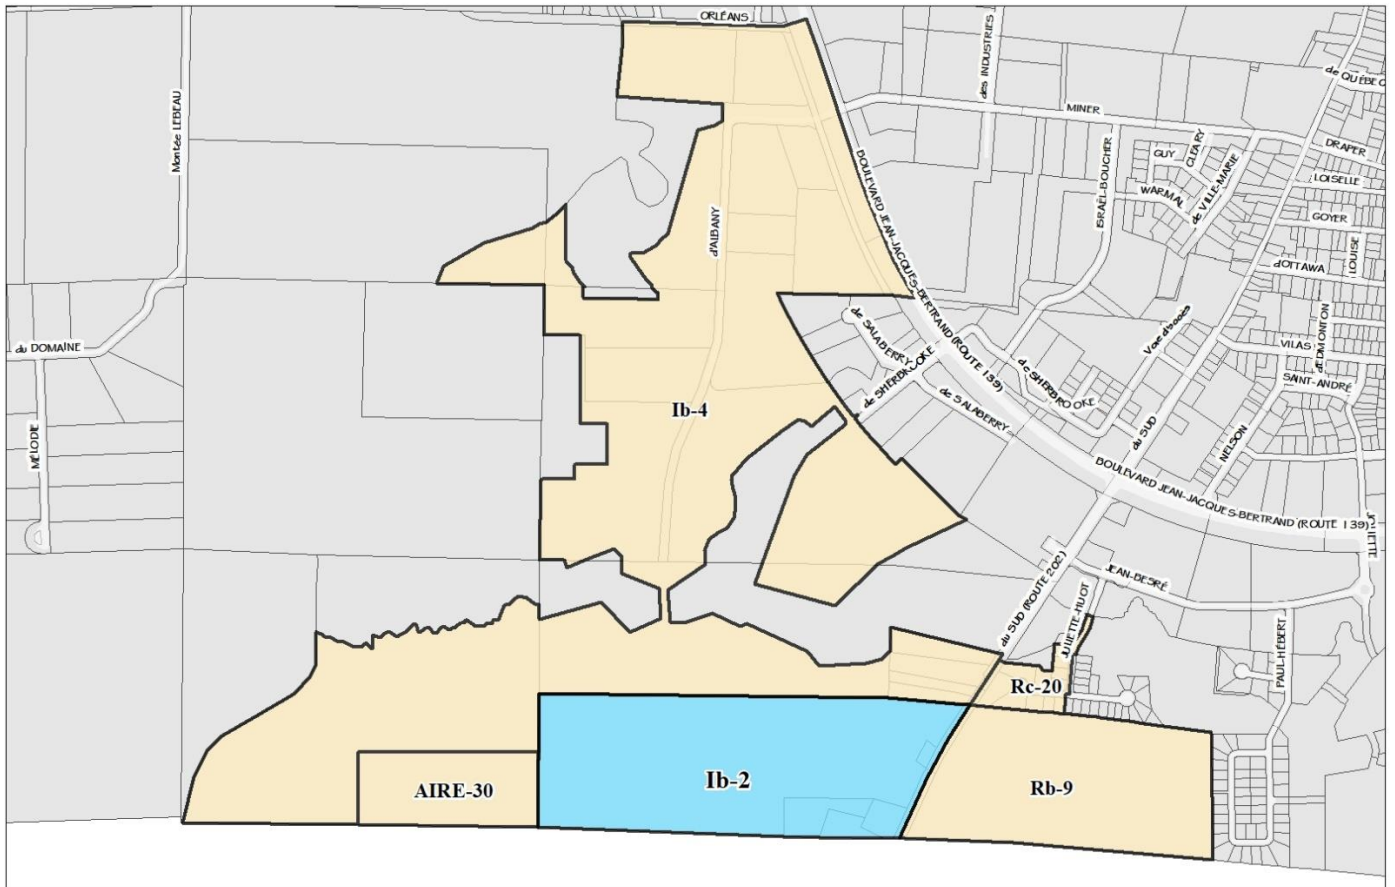 ORLÉANS
des INDUSTRIES
de QUÉBEC
Montée LEBEAU
MINER
DRAPER
GUY
CLEARY
ISRAËL-BOUCHER
LOISELLE
WARMAL
de VILLE-MARIE
GOYER
LOUISE
d'ALBANY
BOULEVARD JEAN-JACQUES-BERTRAND (ROUTE 139)
d'OTTAWA
de SALABERRY
Voie d'accès
d'EDMONTON
du DOMAINE
VILAS
de SHERBROOKE
de SHERBROOKE
SAINT-ANDRÉ
de SALABERRY
Ib-4
du SUD
NELSON
MÉLODIE
BOULEVARD JEAN-JACQUES-BERTRAND (ROUTE 139)
JOLIETTE
du SUD (ROUTE 202)
JEAN-BESRÉ
JULIETTE-HUOT
PAUL-HÉBERT
Rc-20
AIRE-30
Ib-2
Rb-9